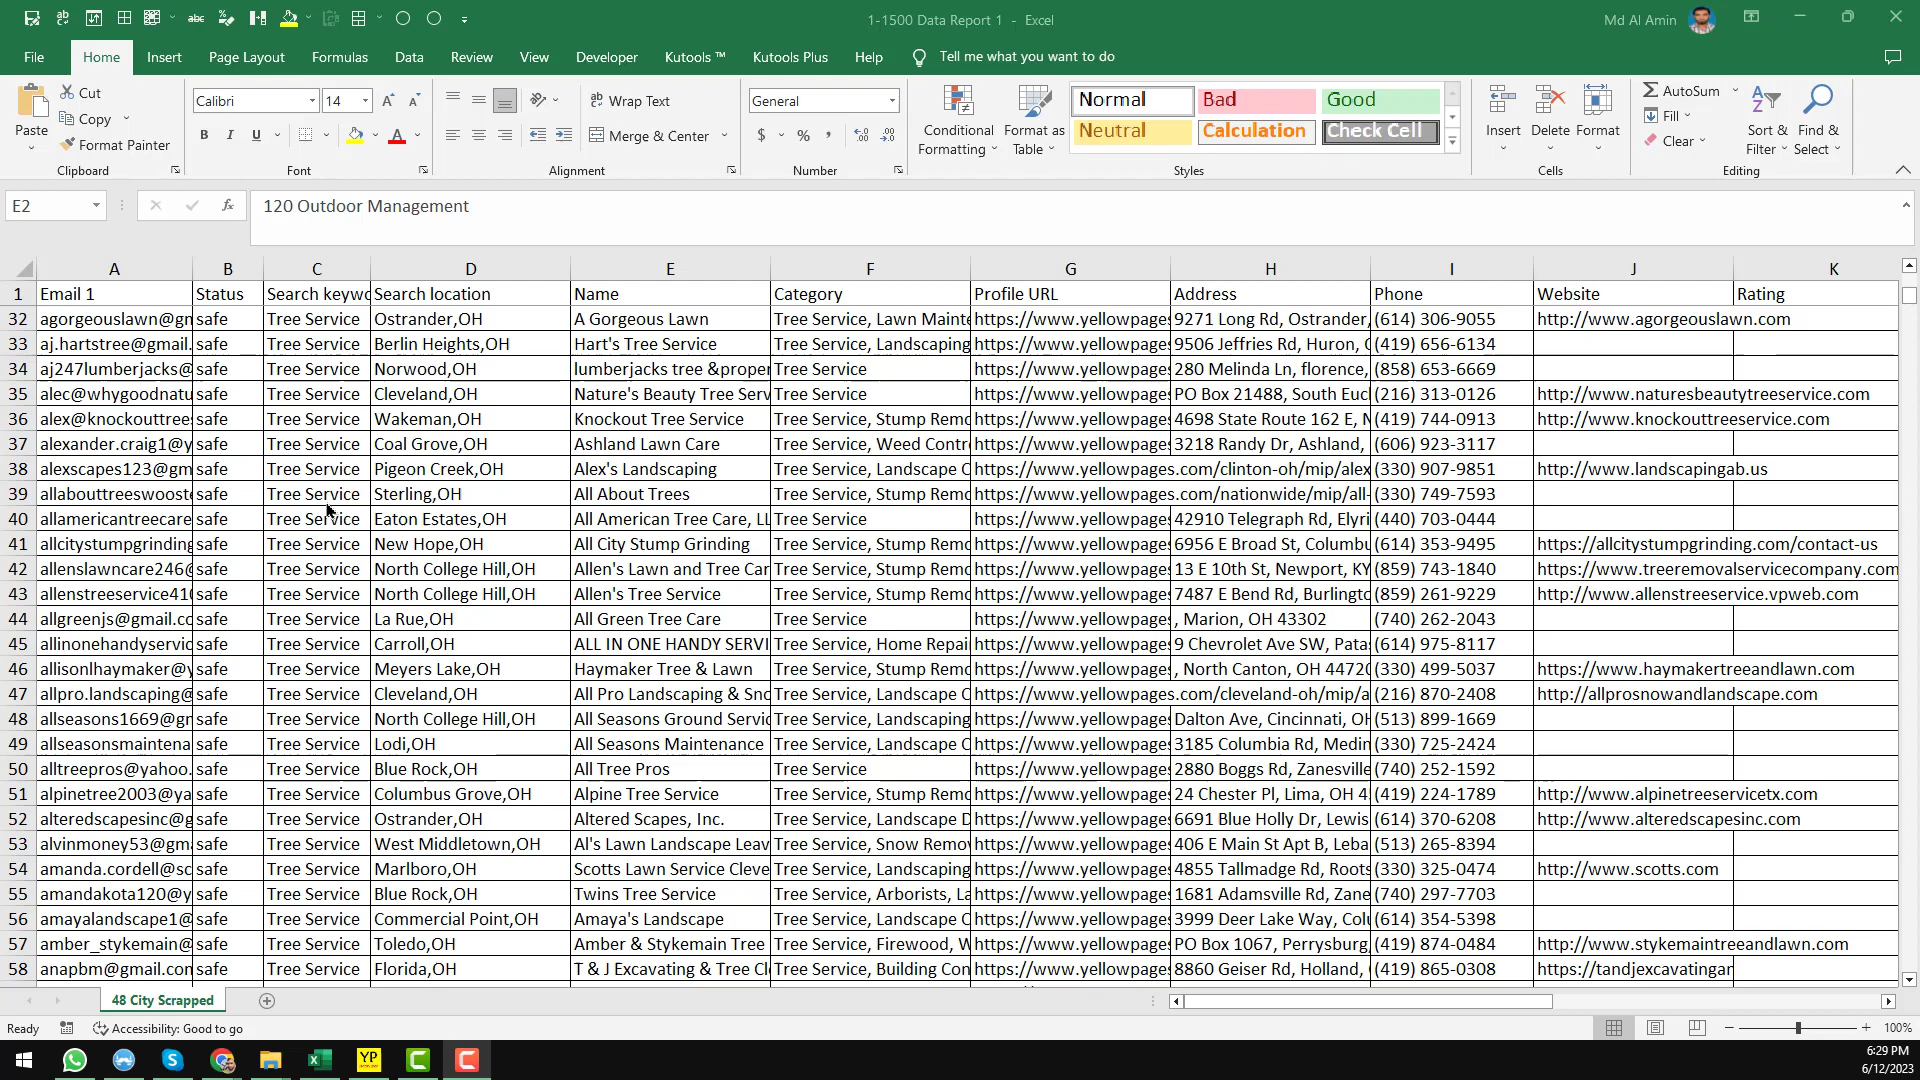 1-1500 Data Report 1 - Excel
Md Al Amin
File Home Insert Page Layout Formulas Data Review View Developer Kutools ™ Kutools Plus Help Tell me what you want to do
Paste
Cut
Copy
Format Painter
Clipboard
Calibri 14
B I U
Font
Wrap Text
Merge & Center
Alignment
General
$ % ,
Number
Conditional Formatting
Format as Table
Normal Bad Good
Neutral Calculation Check Cell
Styles
Insert Delete Format
Cells
AutoSum
Fill
Clear
Sort & Filter
Find & Select
Editing
E2 fx 120 Outdoor Management
A B C D E F G H I J K
1 Email 1 Status Search keywo Search location Name Category Profile URL Address Phone Website Rating
32 agorgeouslawn@gm safe Tree Service Ostrander,OH A Gorgeous Lawn Tree Service, Lawn Mainte https://www.yellowpages 9271 Long Rd, Ostrander, (614) 306-9055 http://www.agorgeouslawn.com
33 aj.hartstree@gmail. safe Tree Service Berlin Heights,OH Hart's Tree Service Tree Service, Landscaping https://www.yellowpages 9506 Jeffries Rd, Huron, (419) 656-6134
34 aj247lumberjacks@ safe Tree Service Norwood,OH lumberjacks tree &proper Tree Service https://www.yellowpages 280 Melinda Ln, florence, (858) 653-6669
35 alec@whygoodnatu safe Tree Service Cleveland,OH Nature's Beauty Tree Serv Tree Service https://www.yellowpages PO Box 21488, South Eucl (216) 313-0126 http://www.naturesbeautytreeservice.com
36 alex@knockouttrees safe Tree Service Wakeman,OH Knockout Tree Service Tree Service, Stump Remo https://www.yellowpages 4698 State Route 162 E, N (419) 744-0913 http://www.knockouttreeservice.com
37 alexander.craig1@y safe Tree Service Coal Grove,OH Ashland Lawn Care Tree Service, Weed Contr https://www.yellowpages 3218 Randy Dr, Ashland, (606) 923-3117
38 alexscapes123@gm safe Tree Service Pigeon Creek,OH Alex's Landscaping Tree Service, Landscape C https://www.yellowpages.com/clinton-oh/mip/alex (330) 907-9851 http://www.landscapingab.us
39 allabouttreeswooste safe Tree Service Sterling,OH All About Trees Tree Service, Stump Remo https://www.yellowpages.com/nationwide/mip/all- (330) 749-7593
40 allamericantreecare safe Tree Service Eaton Estates,OH All American Tree Care, LL Tree Service https://www.yellowpages 42910 Telegraph Rd, Elyri (440) 703-0444
41 allcitystumpgrinding safe Tree Service New Hope,OH All City Stump Grinding Tree Service, Stump Remo https://www.yellowpages 6956 E Broad St, Columbu (614) 353-9495 https://allcitystumpgrinding.com/contact-us
42 allenslawncare246@ safe Tree Service North College Hill,OH Allen's Lawn and Tree Car Tree Service, Stump Remo https://www.yellowpages 13 E 10th St, Newport, KY (859) 743-1840 https://www.treeremovalservicecompany.com
43 allenstreeservice410 safe Tree Service North College Hill,OH Allen's Tree Service Tree Service, Stump Remo https://www.yellowpages 7487 E Bend Rd, Burlingto (859) 261-9229 http://www.allenstreeservice.vpweb.com
44 allgreenjs@gmail.co safe Tree Service La Rue,OH All Green Tree Care Tree Service https://www.yellowpages , Marion, OH 43302 (740) 262-2043
45 allinonehandyservic safe Tree Service Carroll,OH ALL IN ONE HANDY SERVI Tree Service, Home Repai https://www.yellowpages 9 Chevrolet Ave SW, Patas (614) 975-8117
46 allisonlhaymaker@y safe Tree Service Meyers Lake,OH Haymaker Tree & Lawn Tree Service, Stump Remo https://www.yellowpages , North Canton, OH 44720 (330) 499-5037 https://www.haymakertreeandlawn.com
47 allpro.landscaping@ safe Tree Service Cleveland,OH All Pro Landscaping & Sno Tree Service, Landscape C https://www.yellowpages.com/cleveland-oh/mip/a (216) 870-2408 http://allprosnowandlandscape.com
48 allseasons1669@gm safe Tree Service North College Hill,OH All Seasons Ground Servic Tree Service, Landscaping https://www.yellowpages Dalton Ave, Cincinnati, OH (513) 899-1669
49 allseasonsmaintena safe Tree Service Lodi,OH All Seasons Maintenance Tree Service, Landscape C https://www.yellowpages 3185 Columbia Rd, Medin (330) 725-2424
50 alltreepros@yahoo. safe Tree Service Blue Rock,OH All Tree Pros Tree Service https://www.yellowpages 2880 Boggs Rd, Zanesville (740) 252-1592
51 alpinetree2003@ya safe Tree Service Columbus Grove,OH Alpine Tree Service Tree Service, Stump Remo https://www.yellowpages 24 Chester Pl, Lima, OH 4 (419) 224-1789 http://www.alpinetreeservicetx.com
52 alteredscapesinc@g safe Tree Service Ostrander,OH Altered Scapes, Inc. Tree Service, Landscape D https://www.yellowpages 6691 Blue Holly Dr, Lewis (614) 370-6208 http://www.alteredscapesinc.com
53 alvinmoney53@gma safe Tree Service West Middletown,OH Al's Lawn Landscape Leav Tree Service, Snow Remov https://www.yellowpages 406 E Main St Apt B, Leba (513) 265-8394
54 amanda.cordell@sc safe Tree Service Marlboro,OH Scotts Lawn Service Cleve Tree Service, Landscaping https://www.yellowpages 4855 Tallmadge Rd, Roots (330) 325-0474 http://www.scotts.com
55 amandakota120@y safe Tree Service Blue Rock,OH Twins Tree Service Tree Service, Arborists, La https://www.yellowpages 1681 Adamsville Rd, Zane (740) 297-7703
56 amayalandscape1@ safe Tree Service Commercial Point,OH Amaya's Landscape Tree Service, Landscape C https://www.yellowpages 3999 Deer Lake Way, Colu (614) 354-5398
57 amber_stykemain@ safe Tree Service Toledo,OH Amber & Stykemain Tree Tree Service, Firewood, W https://www.yellowpages PO Box 1067, Perrysburg, (419) 874-0484 http://www.stykemaintreeandlawn.com
58 anapbm@gmail.com safe Tree Service Florida,OH T & J Excavating & Tree Cl Tree Service, Building Con https://www.yellowpages 8860 Geiser Rd, Holland, (419) 865-0308 https://tandjexcavatingan
48 City Scrapped
Ready Accessibility: Good to go 100%
YP
6:29 PM
6/12/2023